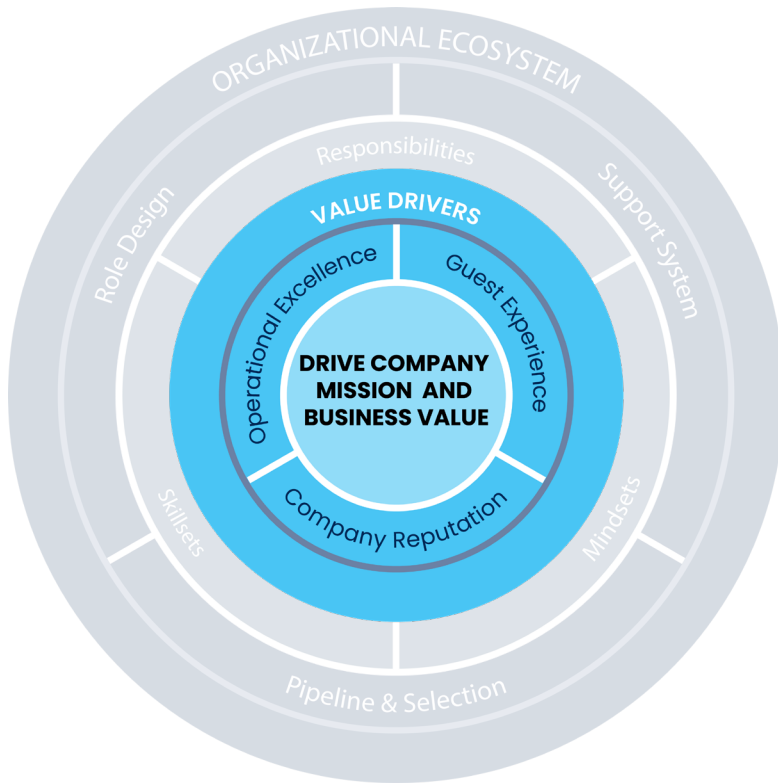 ORGANIZATIONAL ECOSYSTEM
Role Design
Support System
Pipeline & Selection
Responsibilities
Skillsets
Mindsets
VALUE DRIVERS
Operational Excellence
Guest Experience
Company Reputation
DRIVE COMPANY
MISSION AND
BUSINESS VALUE